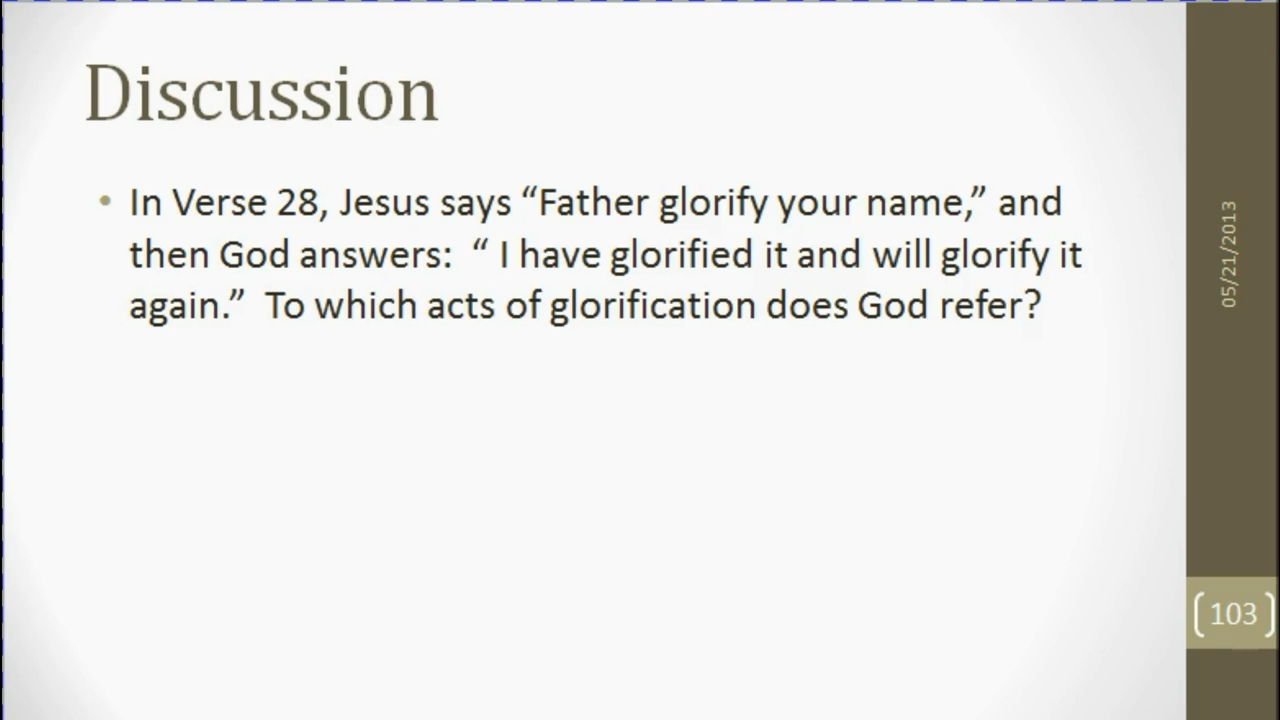 Discussion
• In Verse 28, Jesus says “Father glorify your name,” and
then God answers:  “ I have glorified it and will glorify it
again.”  To which acts of glorification does God refer?
05/21/2013
103